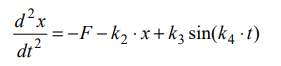 d²x/dt² = −F − k₂ · x + k₃ sin(k₄ · t)